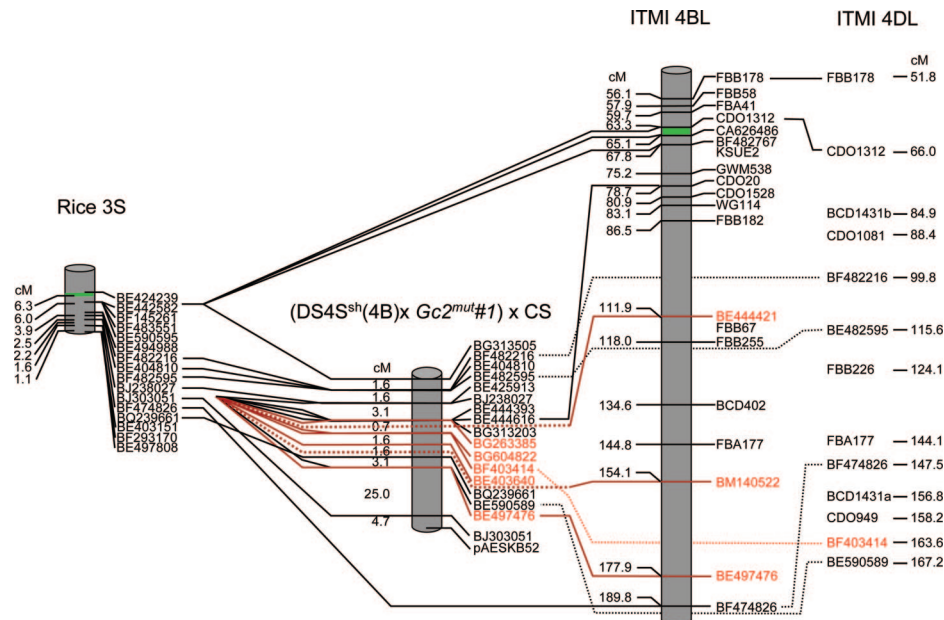 ITMI 4BL
ITMI 4DL
cM
cM
56.1
57.9
59.7
63.3
65.1
67.8
75.2
78.7
80.9
83.1
86.5
111.9
118.0
134.6
144.8
154.1
177.9
189.8
FBB178
FBB58
FBA41
CDO1312
CA626486
BF482767
KSUE2
GWM538
CDO20
CDO1528
WG114
FBB182
BE444421
FBB67
FBB255
BCD402
FBA177
BM140522
BE497476
BF474826
FBB178 51.8
CDO1312 66.0
BCD1431b 84.9
CDO1081 88.4
BF482216 99.8
BE482595 115.6
FBB226 124.1
FBA177 144.1
BF474826 147.5
BCD1431a 156.8
CDO949 158.2
BF403414 163.6
BE590589 167.2
Rice 3S
cM
6.3
6.0
3.9
2.5
2.2
1.6
1.1
BE424239
BE442582
BF145261
BF483551
BE590595
BE494988
BF482216
BE404810
BF482595
BJ238027
BJ303051
BF474826
BQ239661
BE403151
BF293170
BE497808
(DS4Sˢʰ(4B)x Gc2ᵐᵘᵗ#1) x CS
cM
1.6
1.6
3.1
0.7
1.6
1.6
3.1
25.0
4.7
BG313505
BF482216
BE404810
BE482595
BE425913
BJ238027
BE444393
BE444616
BG313203
BG263385
BG604822
BF403414
BE403640
BQ239661
BE590589
BE497476
BJ303051
pAESKB52